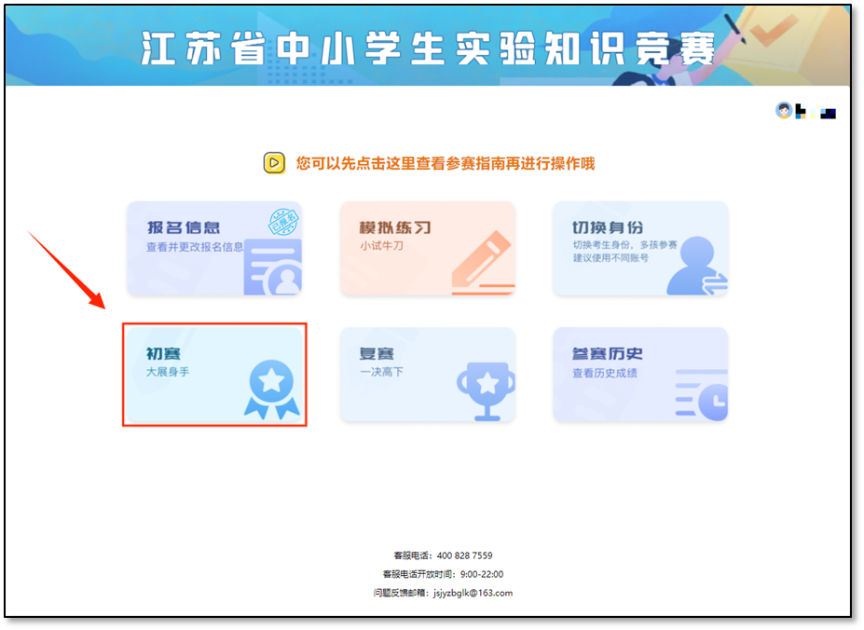 江苏省中小学生实验知识竞赛
您可以先点击这里查看参赛指南再进行操作哦
报名信息
查看并更改报名信息
已报名
模拟练习
小试牛刀
切换身份
切换考生身份，多孩参赛
建议使用不同账号
初赛
大展身手
复赛
一决高下
参赛历史
查看历史成绩
客服电话：400 828 7559
客服电话开放时间：9:00-22:00
问题反馈邮箱：jsjyzbglk@163.com